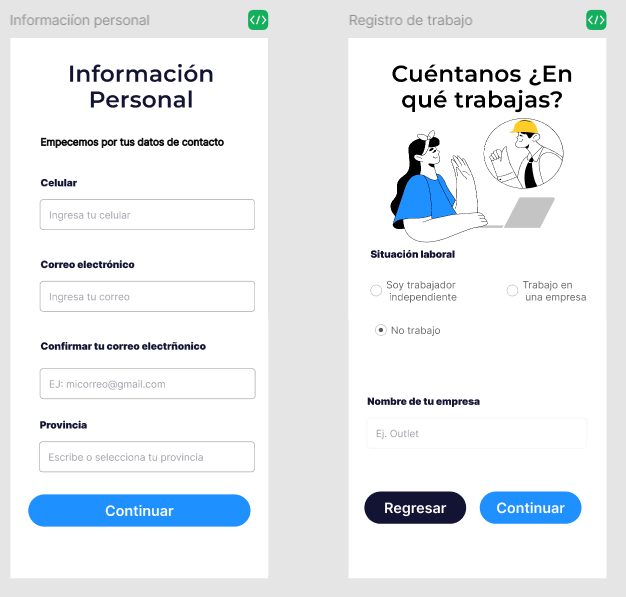 Informaciíon personal
</>
Información
Personal
Empecemos por tus datos de contacto
Celular
Ingresa tu celular
Correo electrónico
Ingresa tu correo
Confirmar tu correo electrñonico
EJ: micorreo@gmail.com
Provincia
Escribe o selecciona tu provincia
Continuar
Registro de trabajo
</>
Cuéntanos ¿En
qué trabajas?
Situación laboral
Soy trabajador
independiente
Trabajo en
una empresa
No trabajo
Nombre de tu empresa
Ej. Outlet
Regresar
Continuar